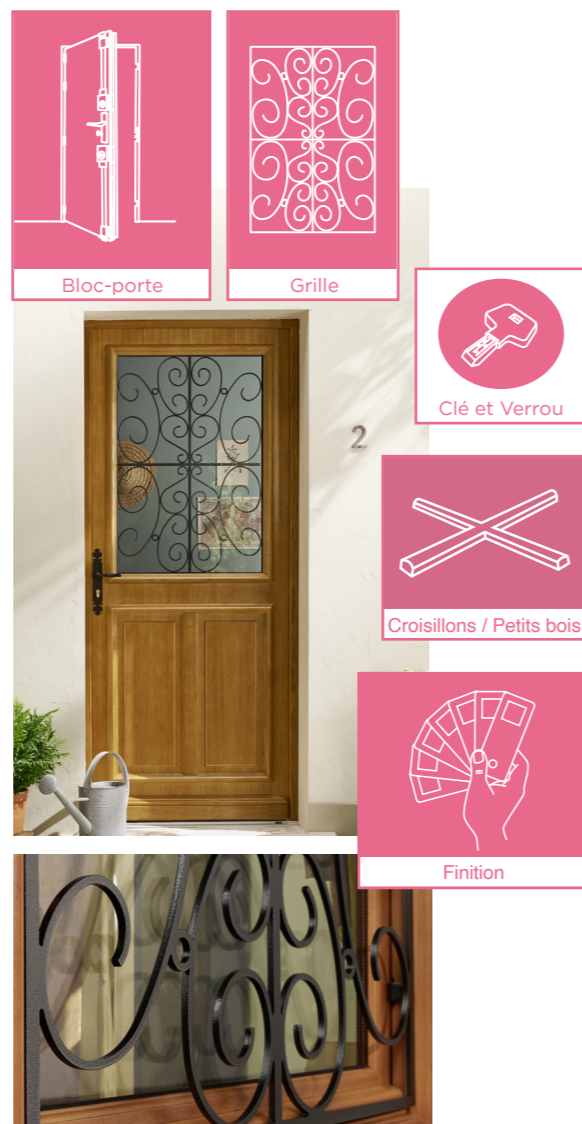 Bloc-porte
Grille
Clé et Verrou
2
Croisillons / Petits bois
Finition